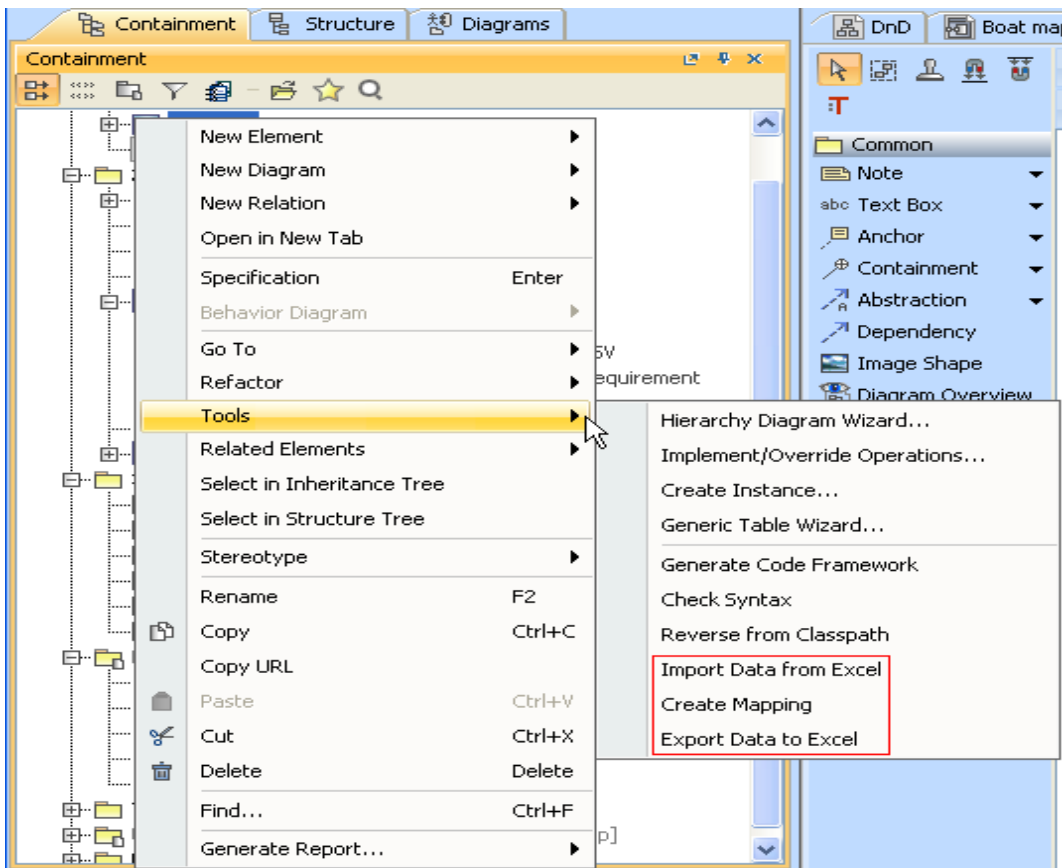 Containment
Structure
Diagrams
Containment
New Element
New Diagram
New Relation
Open in New Tab
Specification Enter
Behavior Diagram
Go To
Refactor
Tools
Related Elements
Select in Inheritance Tree
Select in Structure Tree
Stereotype
Rename F2
Copy Ctrl+C
Copy URL
Paste Ctrl+V
Cut Ctrl+X
Delete Delete
Find... Ctrl+F
Generate Report...
equirement
p]
Hierarchy Diagram Wizard...
Implement/Override Operations...
Create Instance...
Generic Table Wizard...
Generate Code Framework
Check Syntax
Reverse from Classpath
Import Data from Excel
Create Mapping
Export Data to Excel
DnD
Boat ma
Common
Note
abc Text Box
Anchor
Containment
Abstraction
Dependency
Image Shape
Diagram Overview